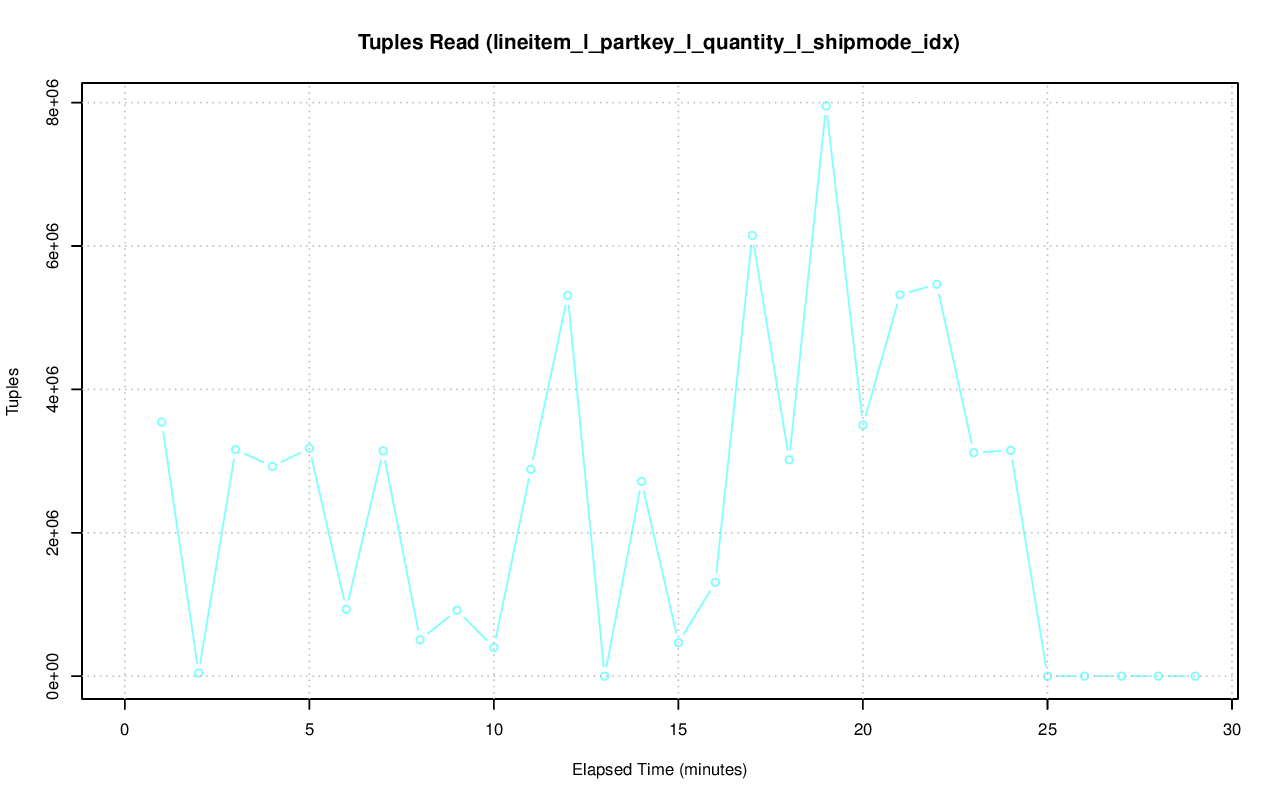 Tuples Read (lineitem_l_partkey_l_quantity_l_shipmode_idx)
8e+06
6e+06
4e+06
2e+06
0e+00
Tuples
0 5 10 15 20 25 30
Elapsed Time (minutes)